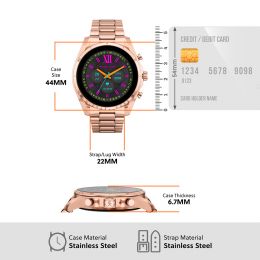 Case
Size
44MM
54mm
CREDIT / DEBIT CARD
1234 5678 9098
CARD HOLDER NAME
Strap/Lug Width
22MM
Case Thickness
6.7MM
Case Material
Stainless Steel
Strap Material
Stainless Steel